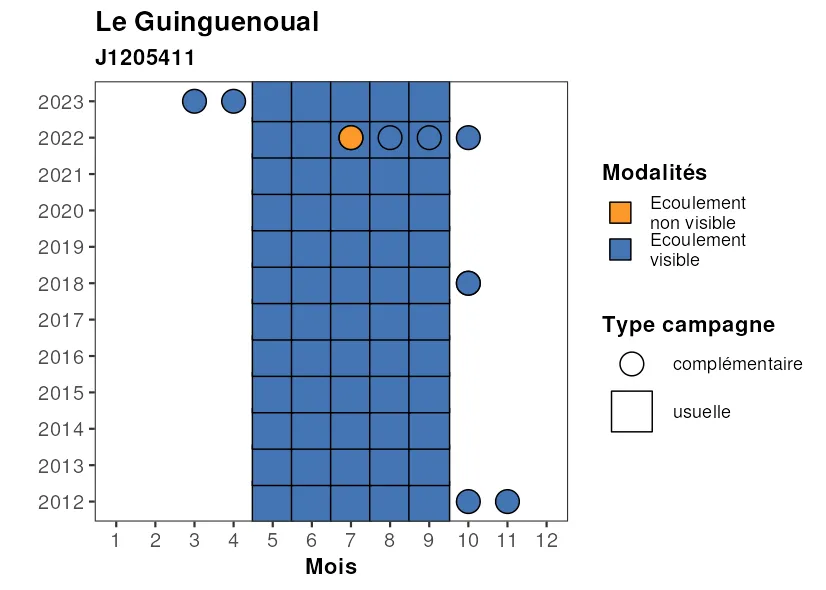 Le Guinguenoual
J1205411
2023
2022
2021
2020
2019
2018
2017
2016
2015
2014
2013
2012
1 2 3 4 5 6 7 8 9 10 11 12
Mois
Modalités
Ecoulement
non visible
Ecoulement
visible
Type campagne
complémentaire
usuelle